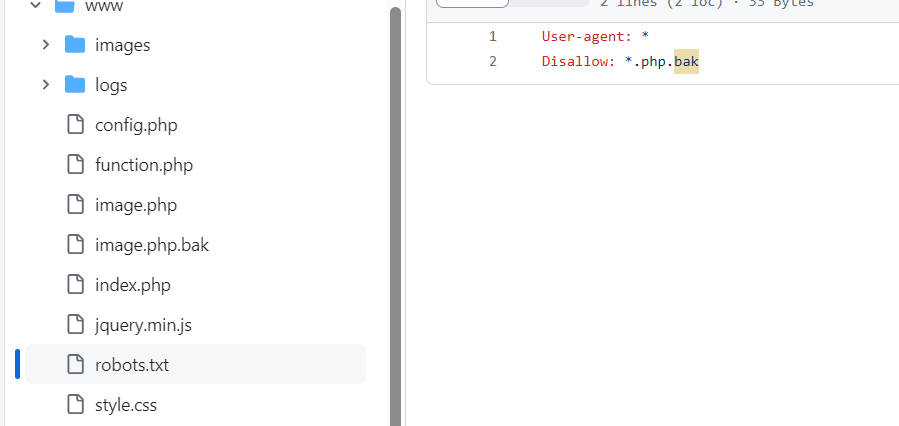 www
images
logs
config.php
function.php
image.php
image.php.bak
index.php
jquery.min.js
robots.txt
style.css
2 lines (2 loc) · 33 Bytes
1 User-agent: *
2 Disallow: *.php.bak